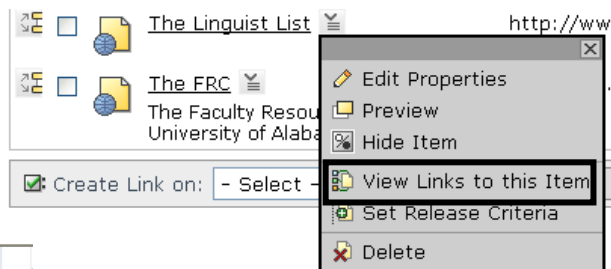 The Linguist List
http://ww
Edit Properties
The FRC
Preview
The Faculty Resou
University of Alaba
Hide Item
Create Link on: - Select -
View Links to this Item
Set Release Criteria
Delete